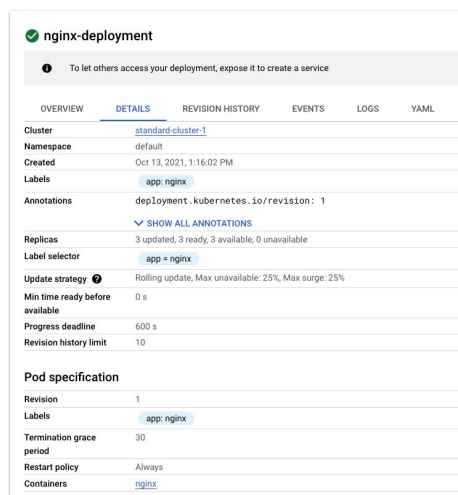 nginx-deployment
To let others access your deployment, expose it to create a service
OVERVIEW DETAILS REVISION HISTORY EVENTS LOGS YAML
Cluster standard-cluster-1
Namespace default
Created Oct 13, 2021, 1:16:02 PM
Labels app: nginx
Annotations deployment.kubernetes.io/revision: 1
SHOW ALL ANNOTATIONS
Replicas 3 updated, 3 ready, 3 available, 0 unavailable
Label selector app = nginx
Update strategy ? Rolling update, Max unavailable: 25%, Max surge: 25%
Min time ready before 0 s
available
Progress deadline 600 s
Revision history limit 10
Pod specification
Revision 1
Labels app: nginx
Termination grace 30
period
Restart policy Always
Containers nginx